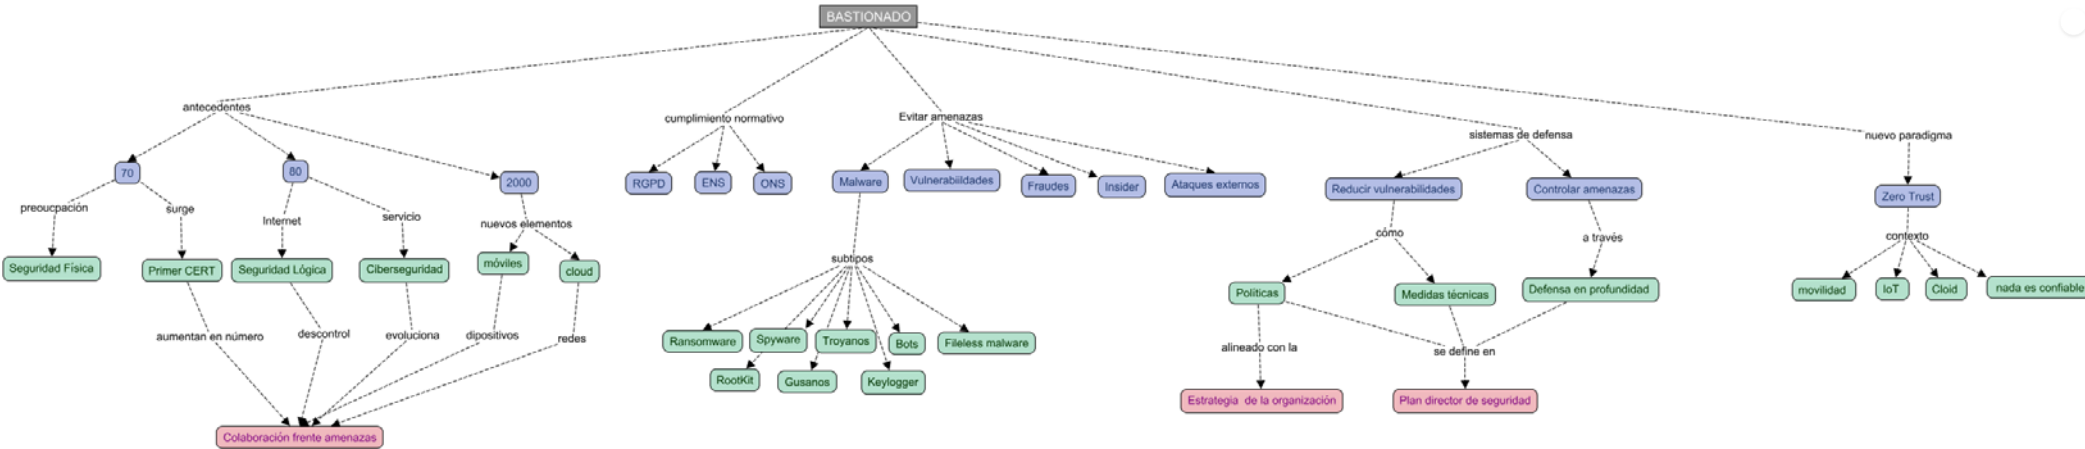 BASTIONADO
antecedentes
cumplimiento normativo
Evitar amenazas
sistemas de defensa
nuevo paradigma
70
80
2000
RGPD
ENS
ONS
Malware
Vulnerabiildades
Fraudes
Insider
Ataques externos
Reducir vulnerabilidades
Controlar amenazas
Zero Trust
preoucpación
surge
Internet
servicio
nuevos elementos
cómo
a través
contexto
Seguridad Física
Primer CERT
Seguridad Lógica
Ciberseguridad
móviles
cloud
subtipos
Políticas
Medidas técnicas
Defensa en profundidad
movilidad
IoT
Cloid
nada es confiable
aumentan en número
descontrol
evoluciona
dipositivos
redes
Ransomware
Spyware
Troyanos
Bots
Fileless malware
alineado con la
se define en
RootKit
Gusanos
Keylogger
Estrategia de la organización
Plan director de seguridad
Colaboración frente amenazas